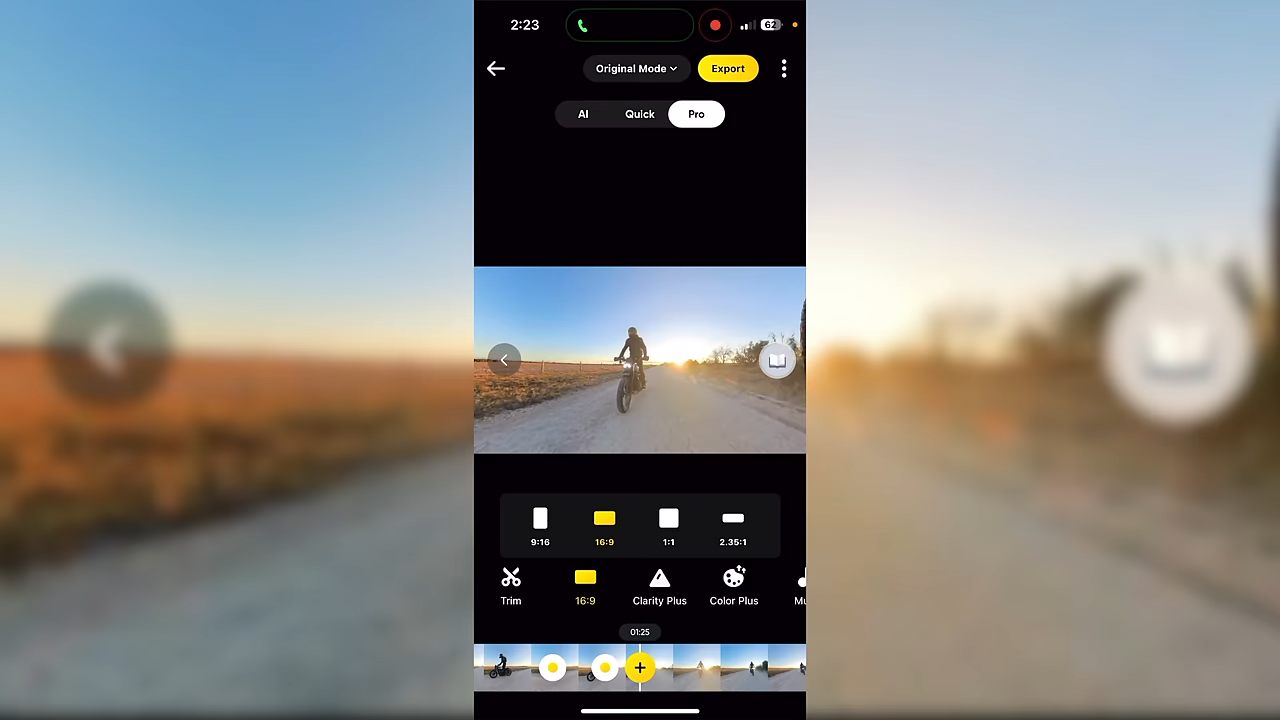 2:23
62
Original Mode
Export
AI
Quick
Pro
9:16
16:9
1:1
2.35:1
Trim
16:9
Clarity Plus
Color Plus
Mu
01:25